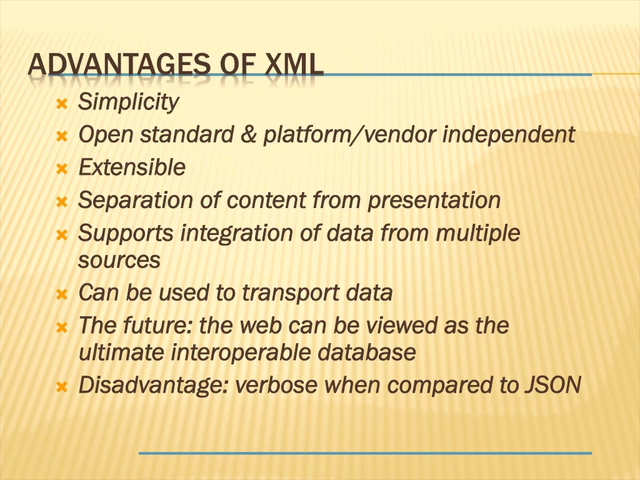 ADVANTAGES OF XML
Simplicity
Open standard & platform/vendor independent
Extensible
Separation of content from presentation
Supports integration of data from multiple
sources
Can be used to transport data
The future: the web can be viewed as the
ultimate interoperable database
Disadvantage: verbose when compared to JSON